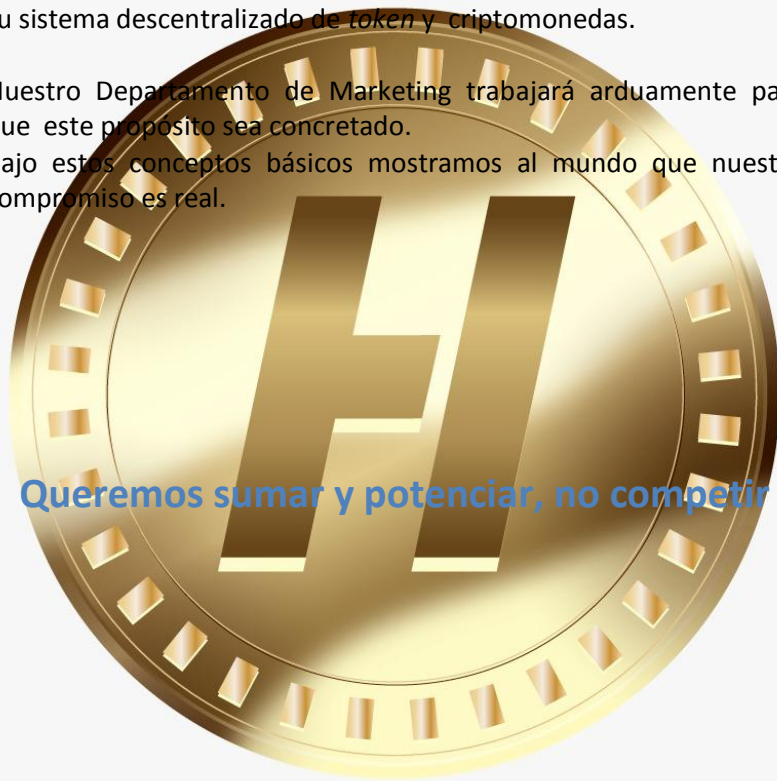 u sistema descentralizado de token y criptomonedas.
uestro Departamento de Marketing trabajará arduamente pa
ue este propósito sea concretado.
ajo estos conceptos básicos mostramos al mundo que nuest
ompromiso es real.
H
Queremos sumar y potenciar, no competir